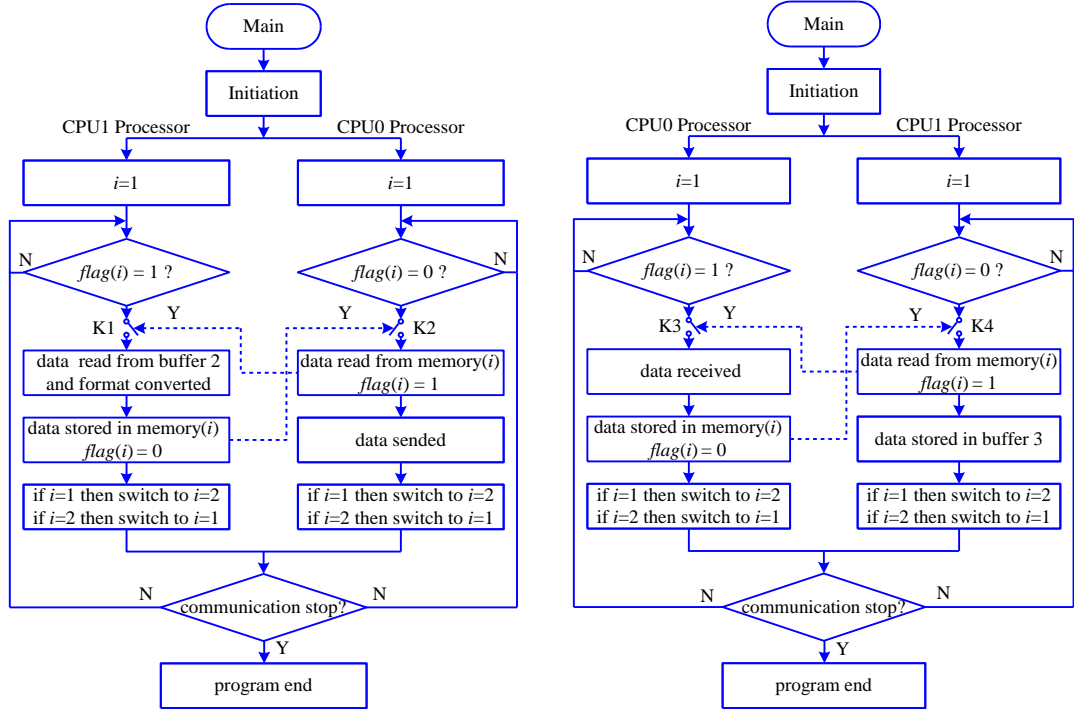 Main
Initiation
CPU1 Processor
CPU0 Processor
i=1
i=1
N
flag(i) = 1 ?
flag(i) = 0 ?
N
K1
Y
Y
K2
data read from buffer 2
and format converted
data read from memory(i)
flag(i) = 1
data stored in memory(i)
flag(i) = 0
data sended
if i=1 then switch to i=2
if i=2 then switch to i=1
if i=1 then switch to i=2
if i=2 then switch to i=1
N
communication stop?
N
Y
program end
Main
Initiation
CPU0 Processor
CPU1 Processor
i=1
i=1
N
flag(i) = 1 ?
flag(i) = 0 ?
N
K3
Y
Y
K4
data received
data read from memory(i)
flag(i) = 1
data stored in memory(i)
flag(i) = 0
data stored in buffer 3
if i=1 then switch to i=2
if i=2 then switch to i=1
if i=1 then switch to i=2
if i=2 then switch to i=1
N
communication stop?
N
Y
program end